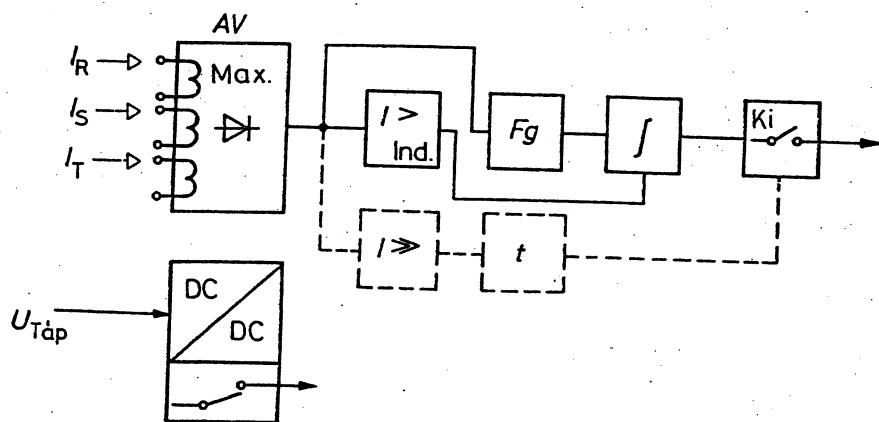 AV
I_R
Max.
I_S
I_T
I >
Ind.
Fg
∫
Ki
I ≫
t
U_Táp
DC
DC